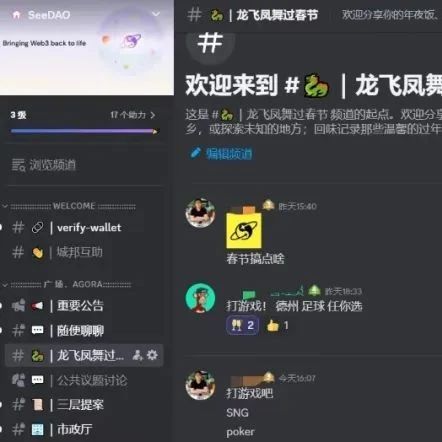 SeeDAO
Bringing Web3 back to life
3 级
17 个助力
浏览频道
WELCOME
verify-wallet
城邦互助
广场, AGORA
重要公告
随便聊聊
龙飞凤舞过...
公共议题讨论
三层提案
市政厅
# | 龙飞凤舞过春节
欢迎分享你的年夜饭,
欢迎来到 # | 龙飞凤舞
这是 # | 龙飞凤舞过春节 频道的起点。欢迎分享
乡，或探索未知的地方；回味记录那些温馨的过年
编辑频道
昨天15:40
春节搞点啥
昨天18:33
打游戏！ 德州 足球 任你选
2
1
今天16:07
打游戏吧
SNG
poker